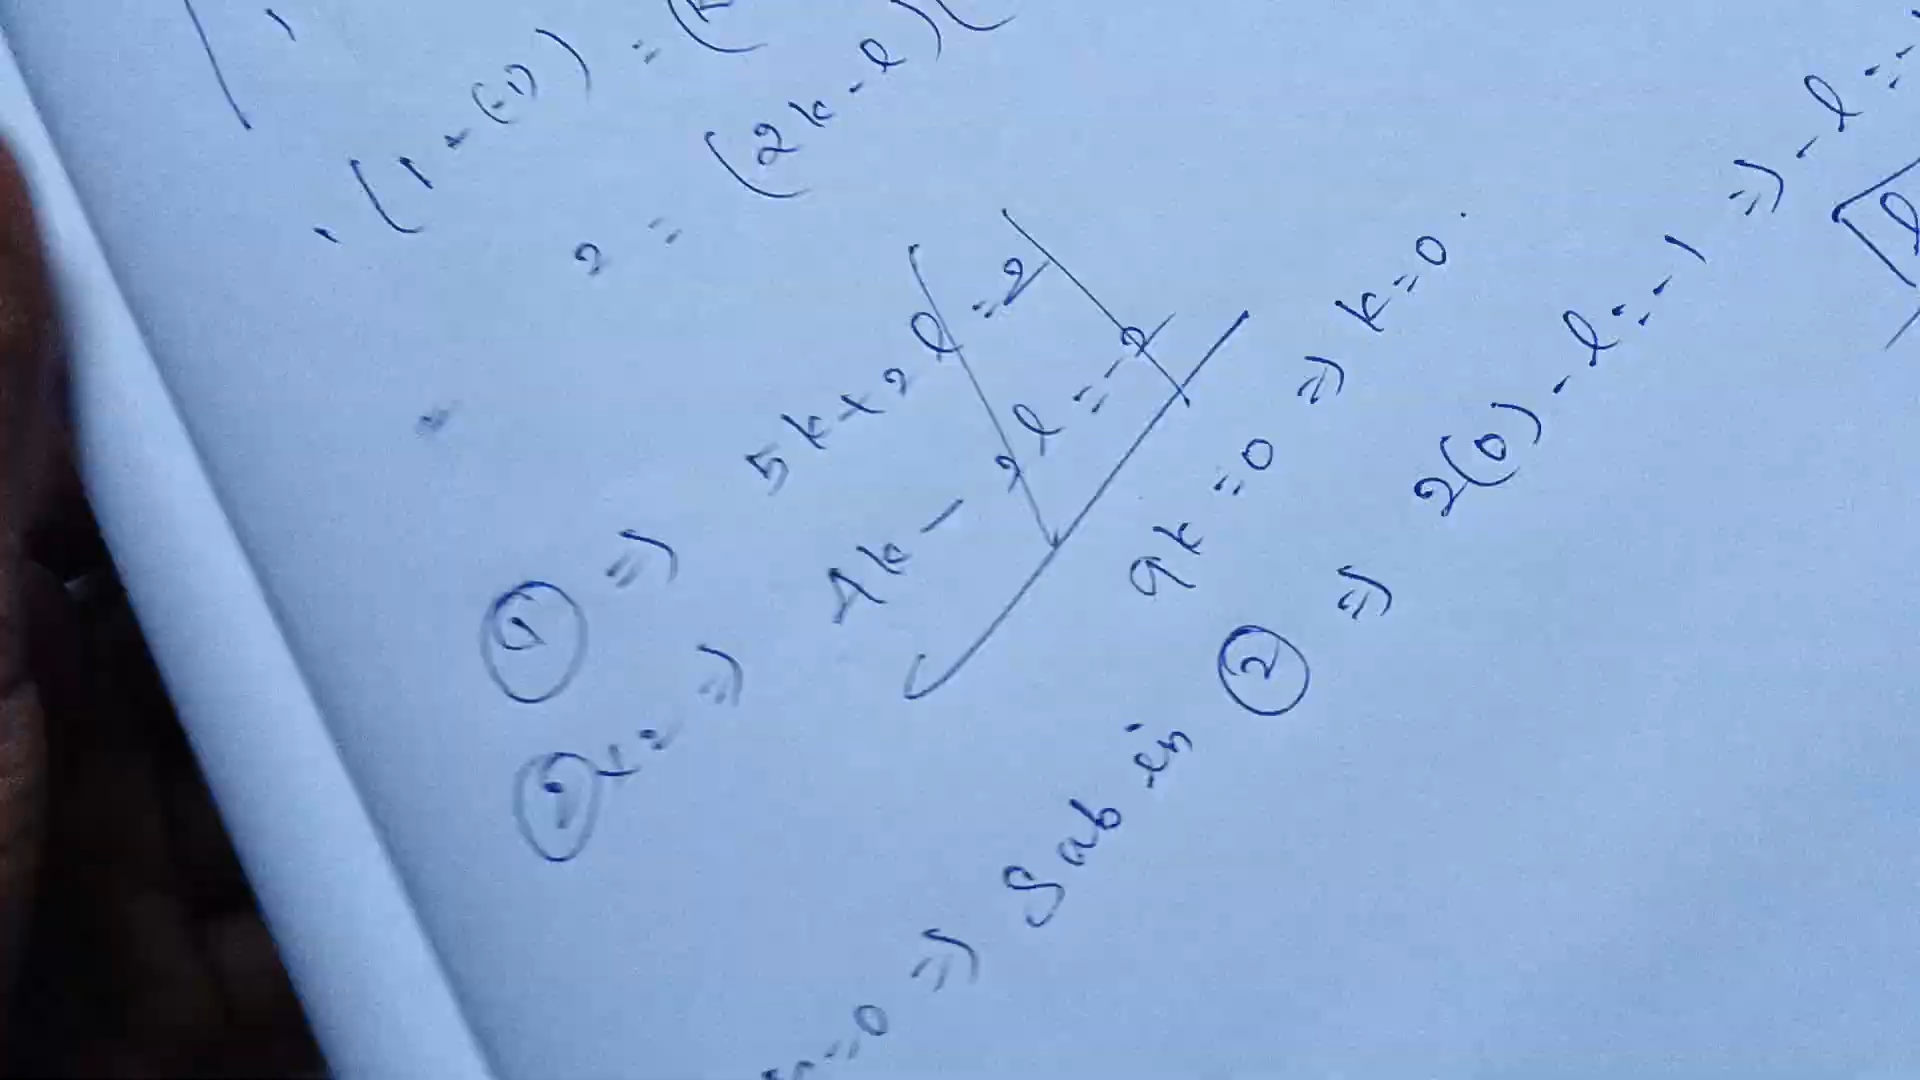 (1+(-1)) = (
2 = (2k-l)(
① ⇒ 5k+2l=2
②×2 ⇒ 4k-2l=-2
9k=0 ⇒ k=0.
=0 ⇒ Sub in ② ⇒ 2(0)-l=-1 ⇒ -l=